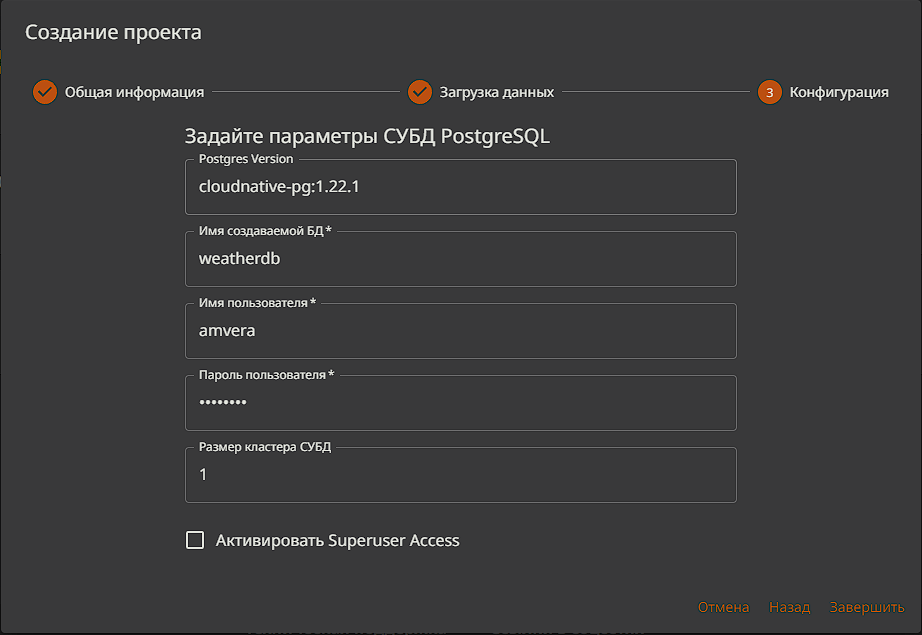 Создание проекта
Общая информация
Загрузка данных
3 Конфигурация
Задайте параметры СУБД PostgreSQL
Postgres Version
cloudnative-pg:1.22.1
Имя создаваемой БД *
weatherdb
Имя пользователя *
amvera
Пароль пользователя *
••••••••
Размер кластера СУБД
1
Активировать Superuser Access
Отмена Назад Завершить